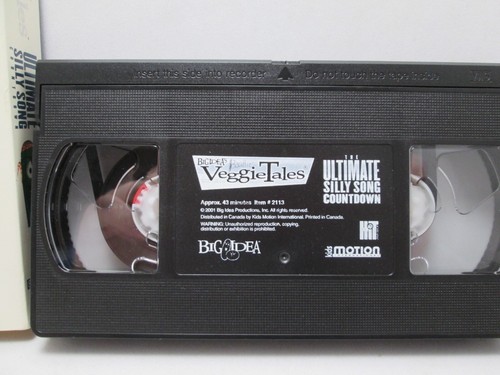 Insert this side into recorder
Do not touch the tape inside
ULTIMATE
SILLY SONG
BIG IDEA'S
VeggieTales
THE
ULTIMATE
SILLY SONG
COUNTDOWN
Approx. 43 minutes Item # 2113
© 2001 Big Idea Productions, Inc. All rights reserved.
Distributed in Canada by Kids Motion International. Printed in Canada.
WARNING: Unauthorized reproduction, copying,
distribution or exhibition is prohibited.
BIG IDEA
kids MOTION